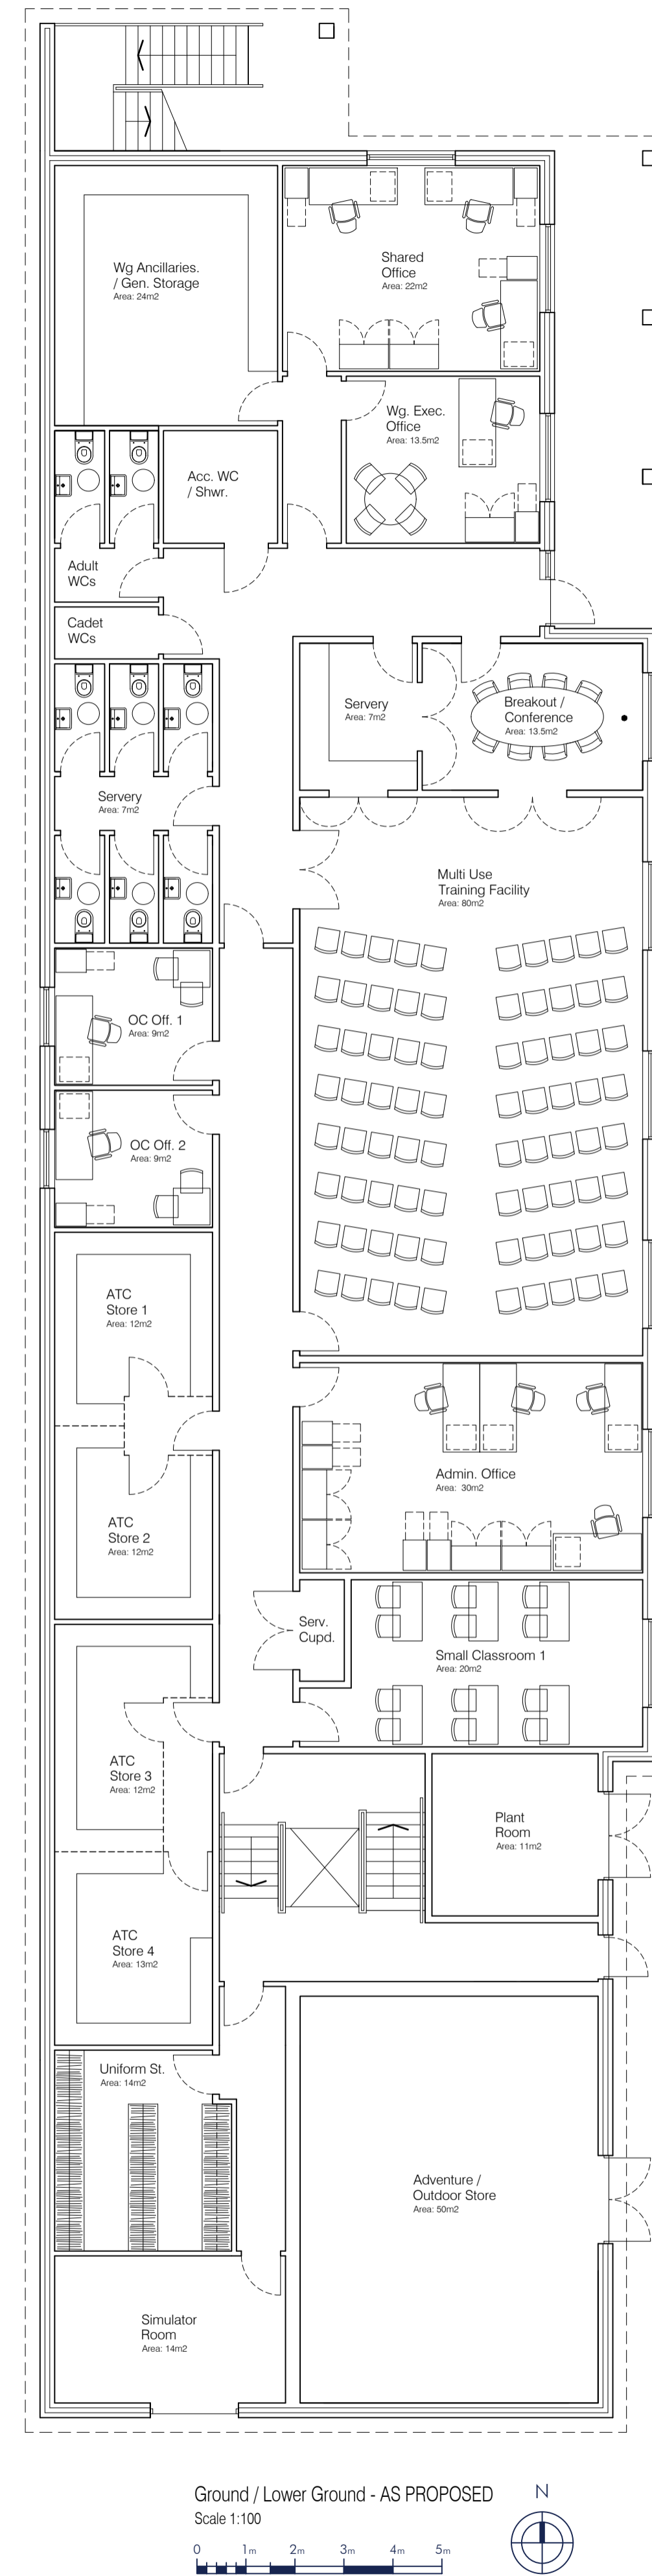 Wg Ancillaries.
/ Gen. Storage
Area: 24m2
Shared
Office
Area: 22m2
Wg. Exec.
Office
Area: 13.5m2
Acc. WC
/ Shwr.
Adult
WCs
Cadet
WCs
Servery
Area: 7m2
Breakout /
Conference
Area: 13.5m2
Servery
Area: 7m2
Multi Use
Training Facility
Area: 80m2
OC Off. 1
Area: 9m2
OC Off. 2
Area: 9m2
ATC
Store 1
Area: 12m2
Admin. Office
Area: 30m2
ATC
Store 2
Area: 12m2
Serv.
Cupd.
Small Classroom 1
Area: 20m2
ATC
Store 3
Area: 12m2
Plant
Room
Area: 11m2
ATC
Store 4
Area: 13m2
Uniform St.
Area: 14m2
Adventure /
Outdoor Store
Area: 50m2
Simulator
Room
Area: 14m2
Ground / Lower Ground - AS PROPOSED
Scale 1:100
N
0 1m 2m 3m 4m 5m